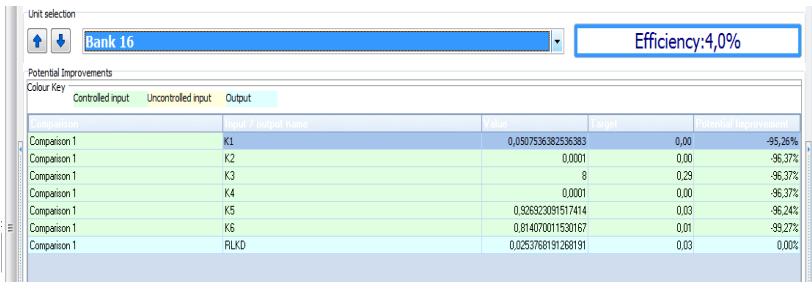 Unit selection
Bank 16
Efficiency:4,0%
Potential Improvements
Colour Key
Controlled input Uncontrolled input Output
Comparison Input / output name Value Target Potential Improvement
Comparison 1 K1 0,0507536382536383 0,00 -95,26%
Comparison 1 K2 0,0001 0,00 -96,37%
Comparison 1 K3 8 0,29 -96,37%
Comparison 1 K4 0,0001 0,00 -96,37%
Comparison 1 K5 0,926923091517414 0,03 -96,24%
Comparison 1 K6 0,814070011530167 0,01 -99,27%
Comparison 1 RLKD 0,0253768191268191 0,03 0,00%